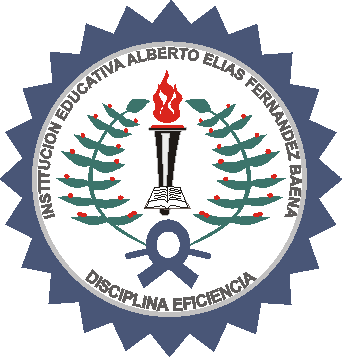 INSTITUCION EDUCATIVA ALBERTO ELIAS FERNANDEZ BAENA
DISCIPLINA EFICIENCIA